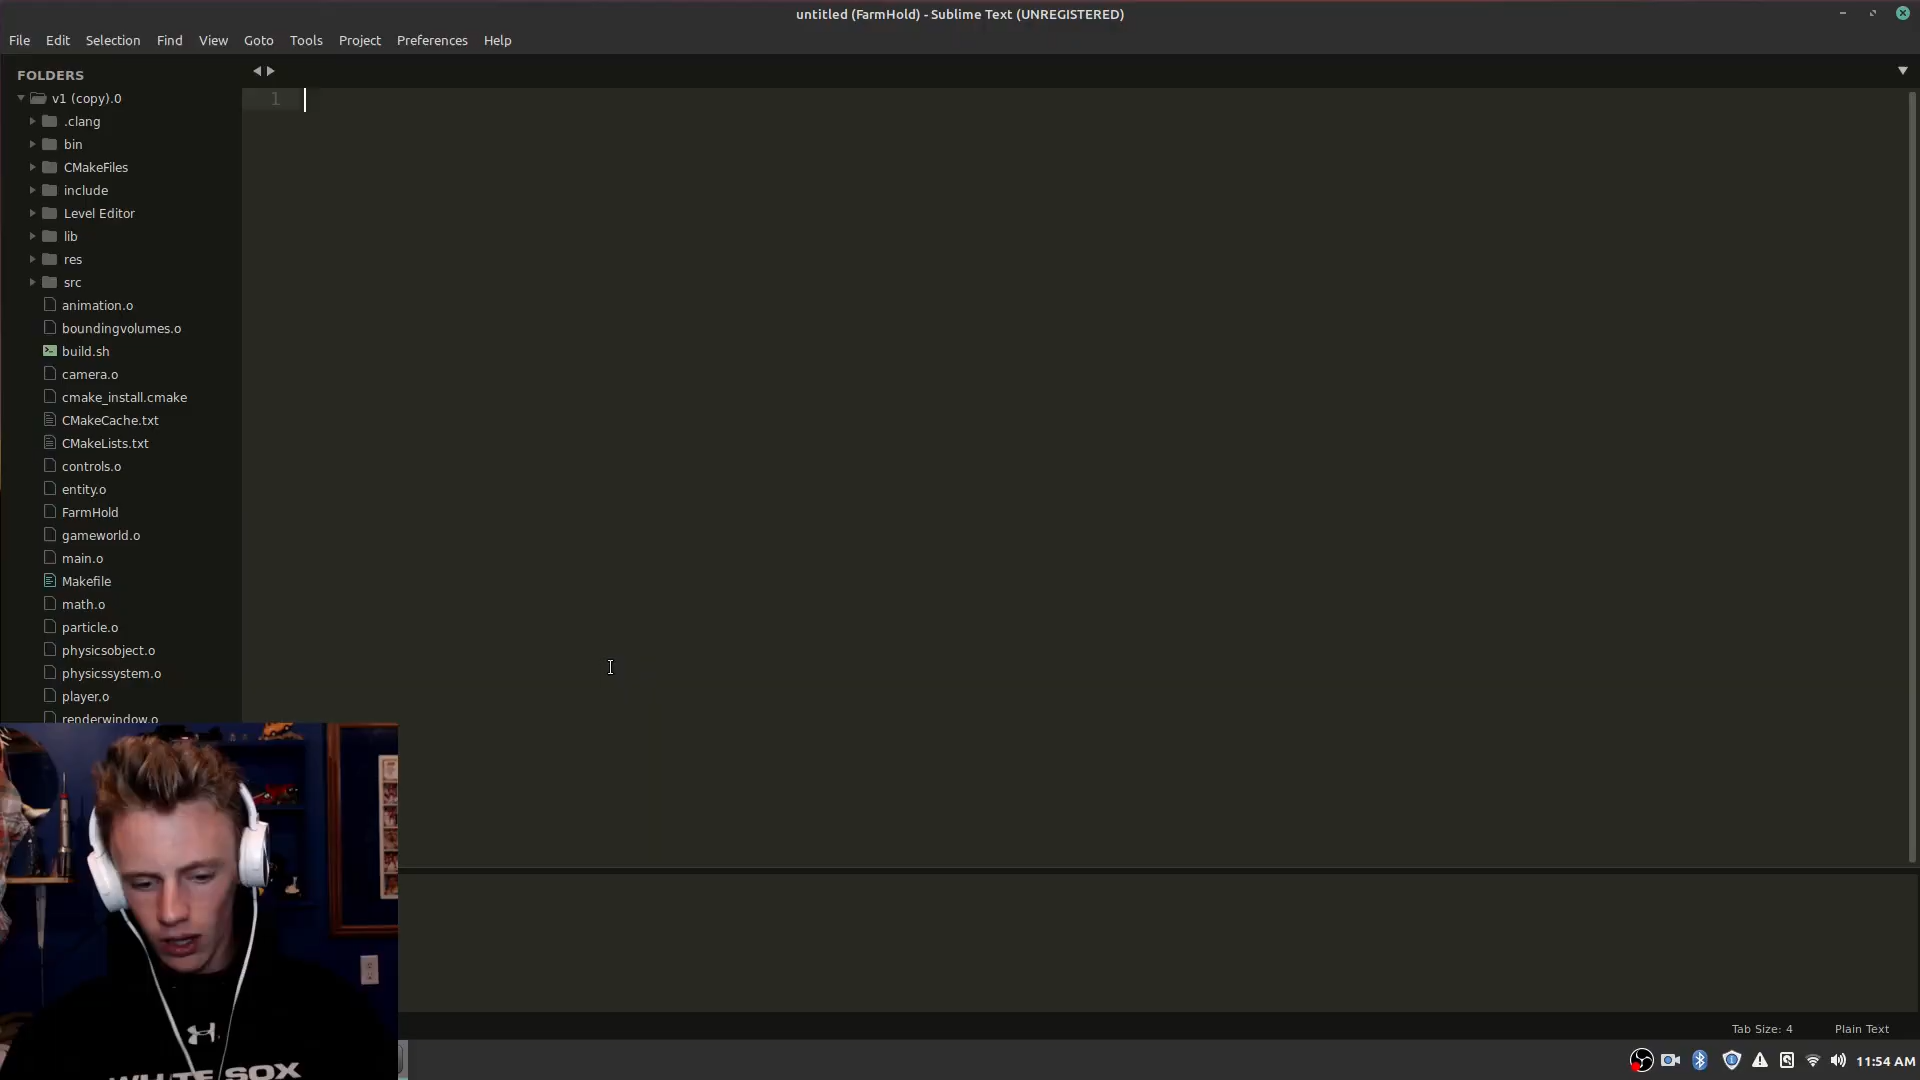 untitled (FarmHold) - Sublime Text (UNREGISTERED)
File Edit Selection Find View Goto Tools Project Preferences Help
FOLDERS
v1 (copy).0
1
.clang
bin
CMakeFiles
include
Level Editor
lib
res
src
animation.o
boundingvolumes.o
build.sh
camera.o
cmake_install.cmake
CMakeCache.txt
CMakeLists.txt
controls.o
entity.o
FarmHold
gameworld.o
main.o
Makefile
math.o
particle.o
physicsobject.o
physicssystem.o
player.o
renderwindow.o
WHITE SOX
Tab Size: 4 Plain Text
11:54 AM